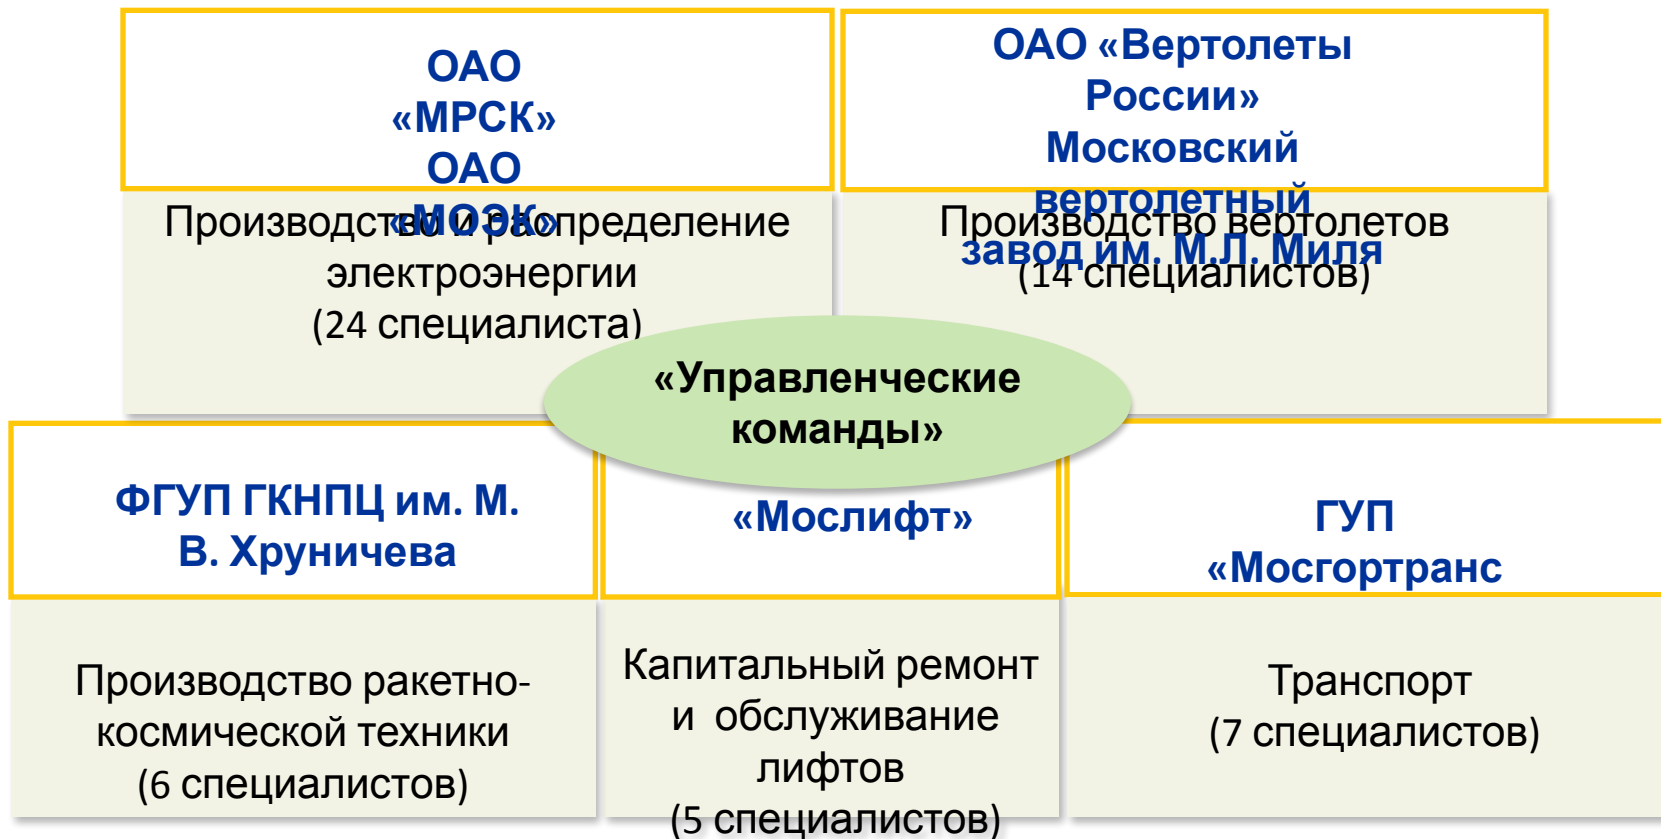 ОАО
«МРСК»
ОАО
«МОЭК»
Производство и распределение
электроэнергии
(24 специалиста)
ОАО «Вертолеты
России»
Московский
вертолетный
завод им. М.Л. Миля
Производство вертолетов
(14 специалистов)
«Управленческие
команды»
ФГУП ГКНПЦ им. М.
В. Хруничева
Производство ракетно-
космической техники
(6 специалистов)
«Мослифт»
Капитальный ремонт
и обслуживание
лифтов
(5 специалистов)
ГУП
«Мосгортранс
Транспорт
(7 специалистов)